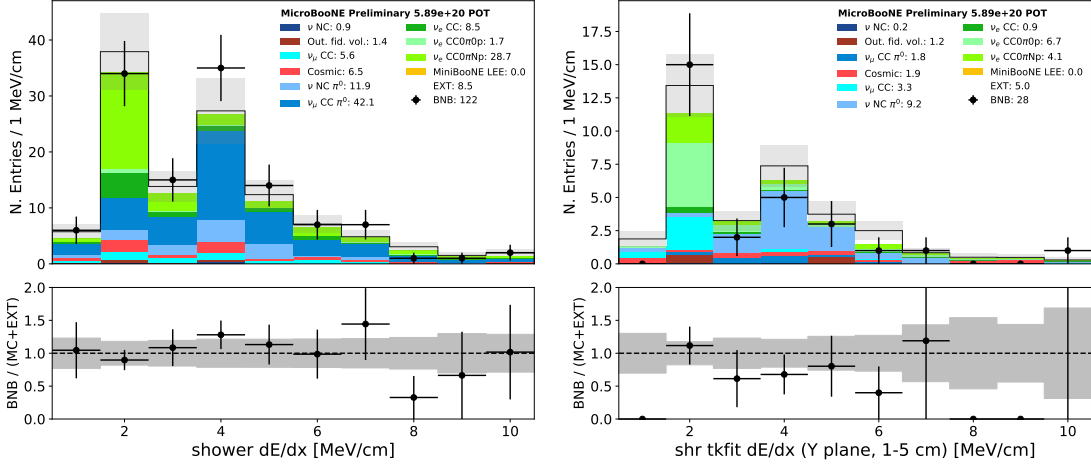 MicroBooNE Preliminary 5.89e+20 POT
ν NC: 0.9
Out. fid. vol.: 1.4
νμ CC: 5.6
Cosmic: 6.5
ν NC π⁰: 11.9
νμ CC π⁰: 42.1
νe CC: 8.5
νe CC0π0p: 1.7
νe CC0πNp: 28.7
MiniBooNE LEE: 0.0
EXT: 8.5
BNB: 122
N. Entries / 1 MeV/cm
40
30
20
10
0
BNB / (MC+EXT)
2.0
1.5
1.0
0.5
0.0
2 4 6 8 10
shower dE/dx [MeV/cm]
MicroBooNE Preliminary 5.89e+20 POT
ν NC: 0.2
Out. fid. vol.: 1.2
νμ CC π⁰: 1.8
Cosmic: 1.9
νμ CC: 3.3
ν NC π⁰: 9.2
νe CC: 0.9
νe CC0π0p: 6.7
νe CC0πNp: 4.1
MiniBooNE LEE: 0.0
EXT: 5.0
BNB: 28
N. Entries / 1 MeV/cm
17.5
15.0
12.5
10.0
7.5
5.0
2.5
0.0
BNB / (MC+EXT)
2.0
1.5
1.0
0.5
0.0
2 4 6 8 10
shr tkfit dE/dx (Y plane, 1-5 cm) [MeV/cm]